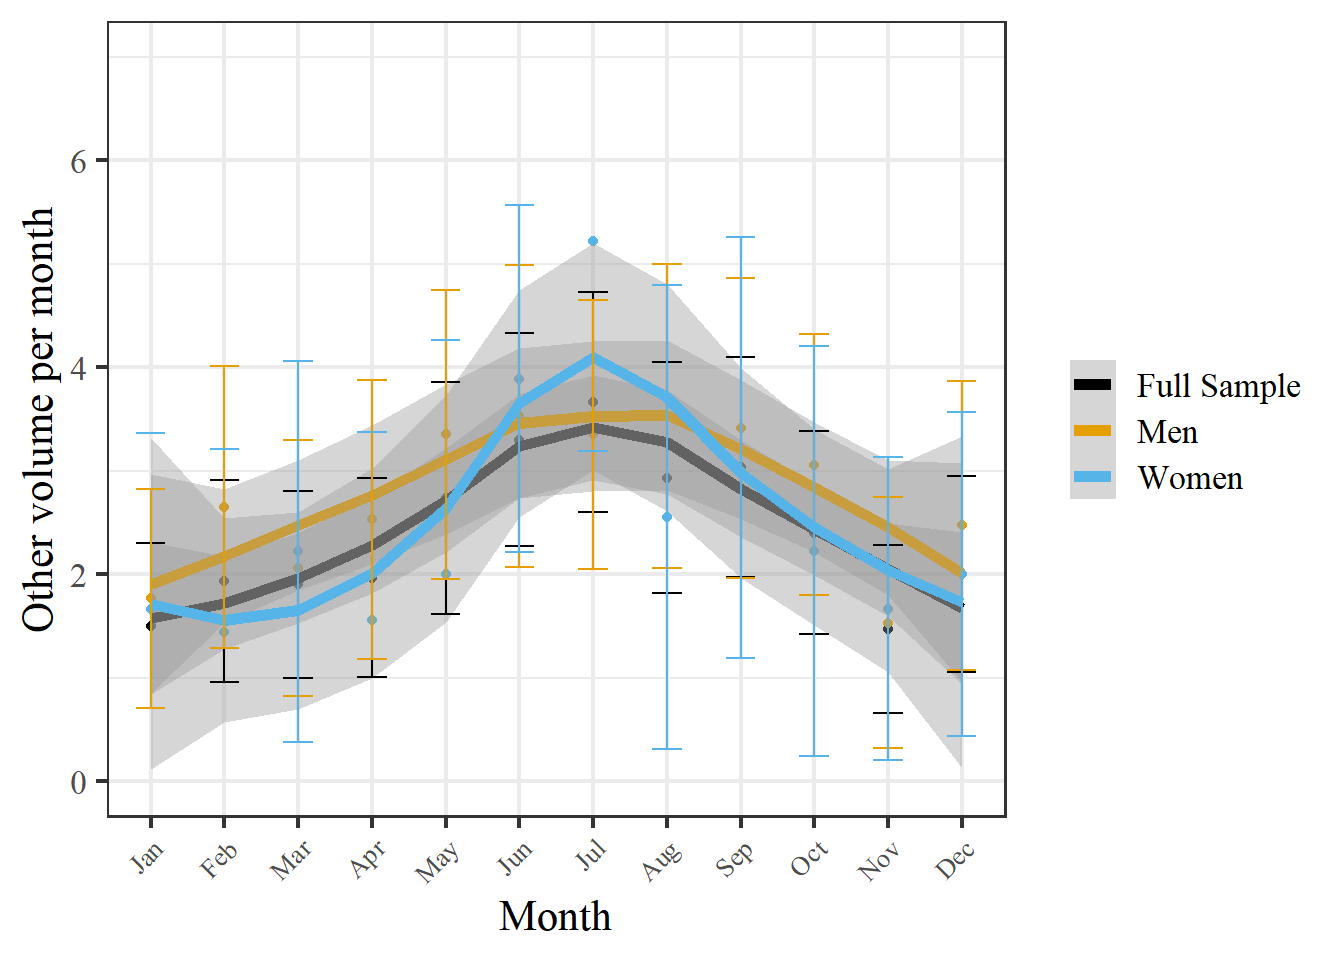 Other volume per month
6
4
2
0
Jan
Feb
Mar
Apr
May
Jun
Jul
Aug
Sep
Oct
Nov
Dec
Month
Full Sample
Men
Women